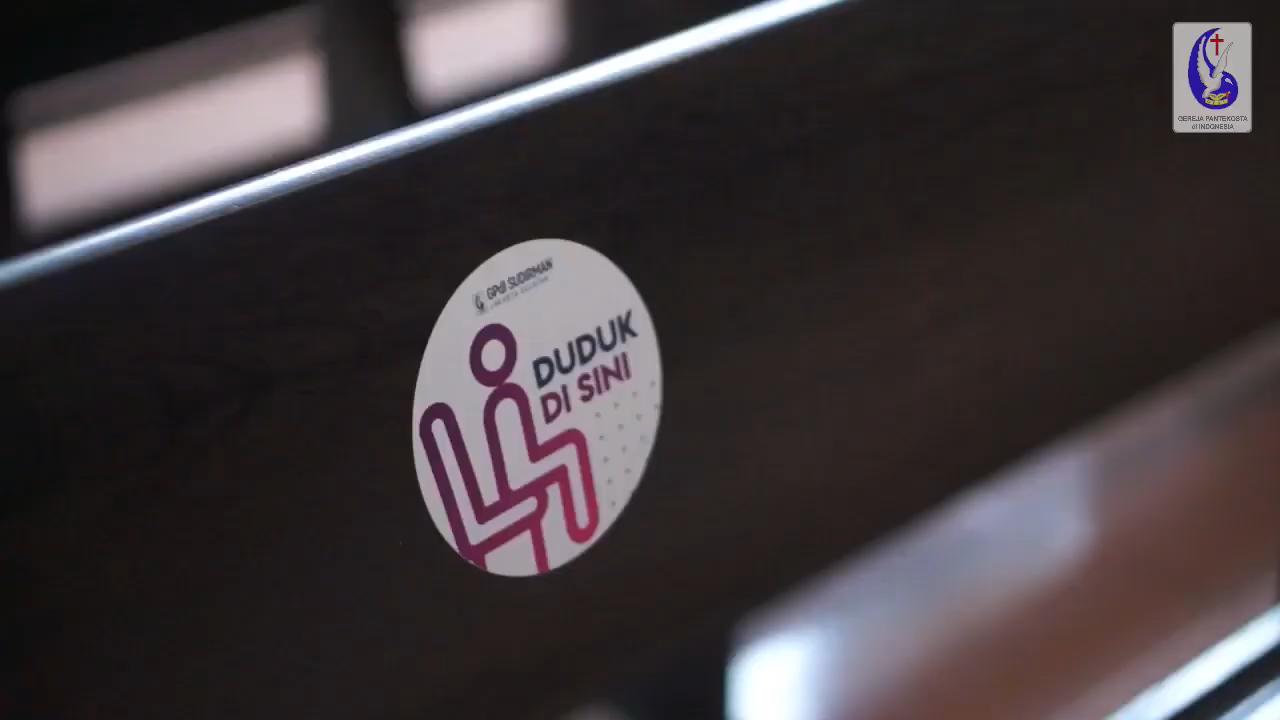 GEREJA PANTEKOSTA
di INDONESIA
GPdI SUDIRMAN
DUDUK
DI SINI